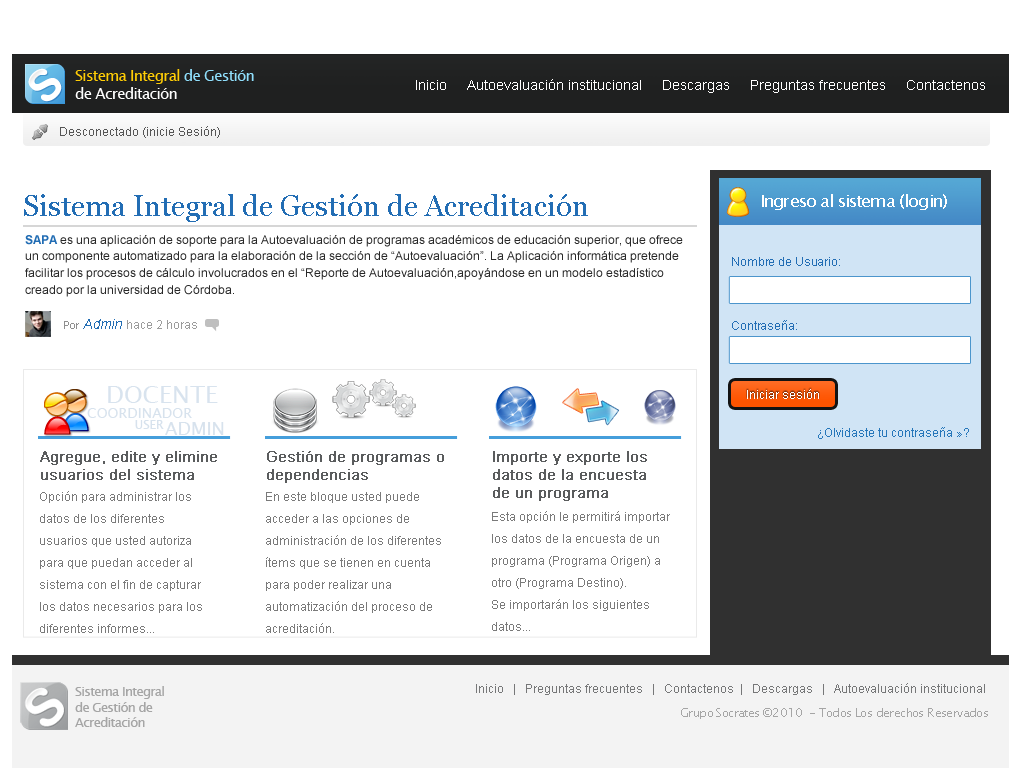 Sistema Integral de Gestión
de Acreditación
Inicio Autoevaluación institucional Descargas Preguntas frecuentes Contactenos
Desconectado (inicie Sesión)
Sistema Integral de Gestión de Acreditación
SAPA es una aplicación de soporte para la Autoevaluación de programas académicos de educación superior, que ofrece
un componente automatizado para la elaboración de la sección de “Autoevaluación”. La Aplicación informática pretende
facilitar los procesos de cálculo involucrados en el “Reporte de Autoevaluación,apoyándose en un modelo estadístico
creado por la universidad de Córdoba.
Por Admin hace 2 horas
Ingreso al sistema (login)
Nombre de Usuario:
Contraseña:
Iniciar sesión
¿Olvidaste tu contraseña »?
DOCENTE
COORDINADOR
USER ADMIN
Agregue, edite y elimine
usuarios del sistema
Opción para administrar los
datos de los diferentes
usuarios que usted autoriza
para que puedan acceder al
sistema con el fin de capturar
los datos necesarios para los
diferentes informes...
Gestión de programas o
dependencias
En este bloque usted puede
acceder a las opciones de
administración de los diferentes
ítems que se tienen en cuenta
para poder realizar una
automatización del proceso de
acreditación.
Importe y exporte los
datos de la encuesta
de un programa
Esta opción le permitirá importar
los datos de la encuesta de un
programa (Programa Origen) a
otro (Programa Destino).
Se importarán los siguientes
datos...
Sistema Integral
de Gestión de
Acreditación
Inicio | Preguntas frecuentes | Contactenos | Descargas | Autoevaluación institucional
Grupo Socrates ©2010 – Todos Los derechos Reservados